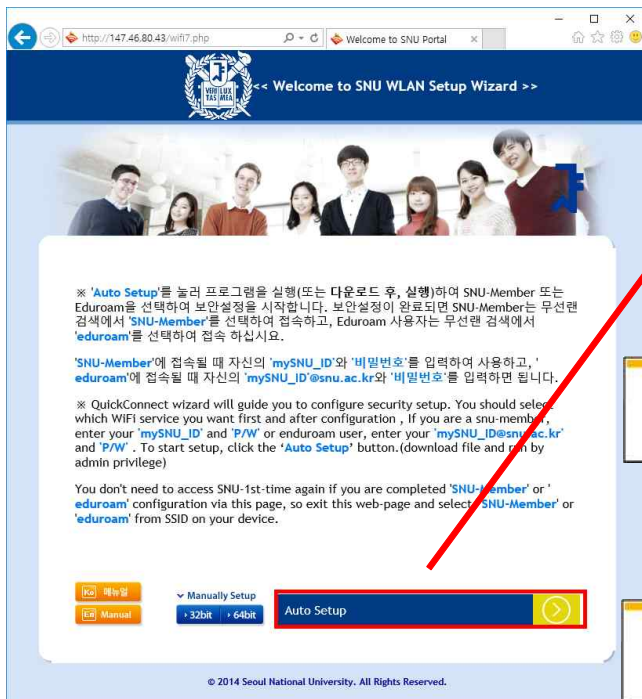 http://147.46.80.43/wifi7.php
Welcome to SNU Portal
VERI LUX
TAS MEA
<< Welcome to SNU WLAN Setup Wizard >>
※ 'Auto Setup'를 눌러 프로그램을 실행(또는 다운로드 후, 실행)하여 SNU-Member 또는
Eduroam을 선택하여 보안설정을 시작합니다. 보안설정이 완료되면 SNU-Member는 무선랜
검색에서 'SNU-Member'를 선택하여 접속하고, Eduroam 사용자는 무선랜 검색에서
'eduroam'를 선택하여 접속 하십시요.
'SNU-Member'에 접속될 때 자신의 'mySNU_ID'와 '비밀번호'를 입력하여 사용하고, '
eduroam'에 접속될 때 자신의 'mySNU_ID'@snu.ac.kr와 '비밀번호'를 입력하면 됩니다.
※ QuickConnect wizard will guide you to configure security setup. You should select
which WiFi service you want first and after configuration , If you are a snu-member,
enter your 'mySNU_ID' and 'P/W' or enduroam user, enter your 'mySNU_ID@snu.ac.kr'
and 'P/W' . To start setup, click the 'Auto Setup' button.(download file and run by
admin privilege)
You don't need to access SNU-1st-time again if you are completed 'SNU-Member' or '
eduroam' configuration via this page, so exit this web-page and select 'SNU-Member' or
'eduroam' from SSID on your device.
Ko 메뉴얼
En Manual
Manually Setup
32bit
64bit
Auto Setup
© 2014 Seoul National University. All Rights Reserved.